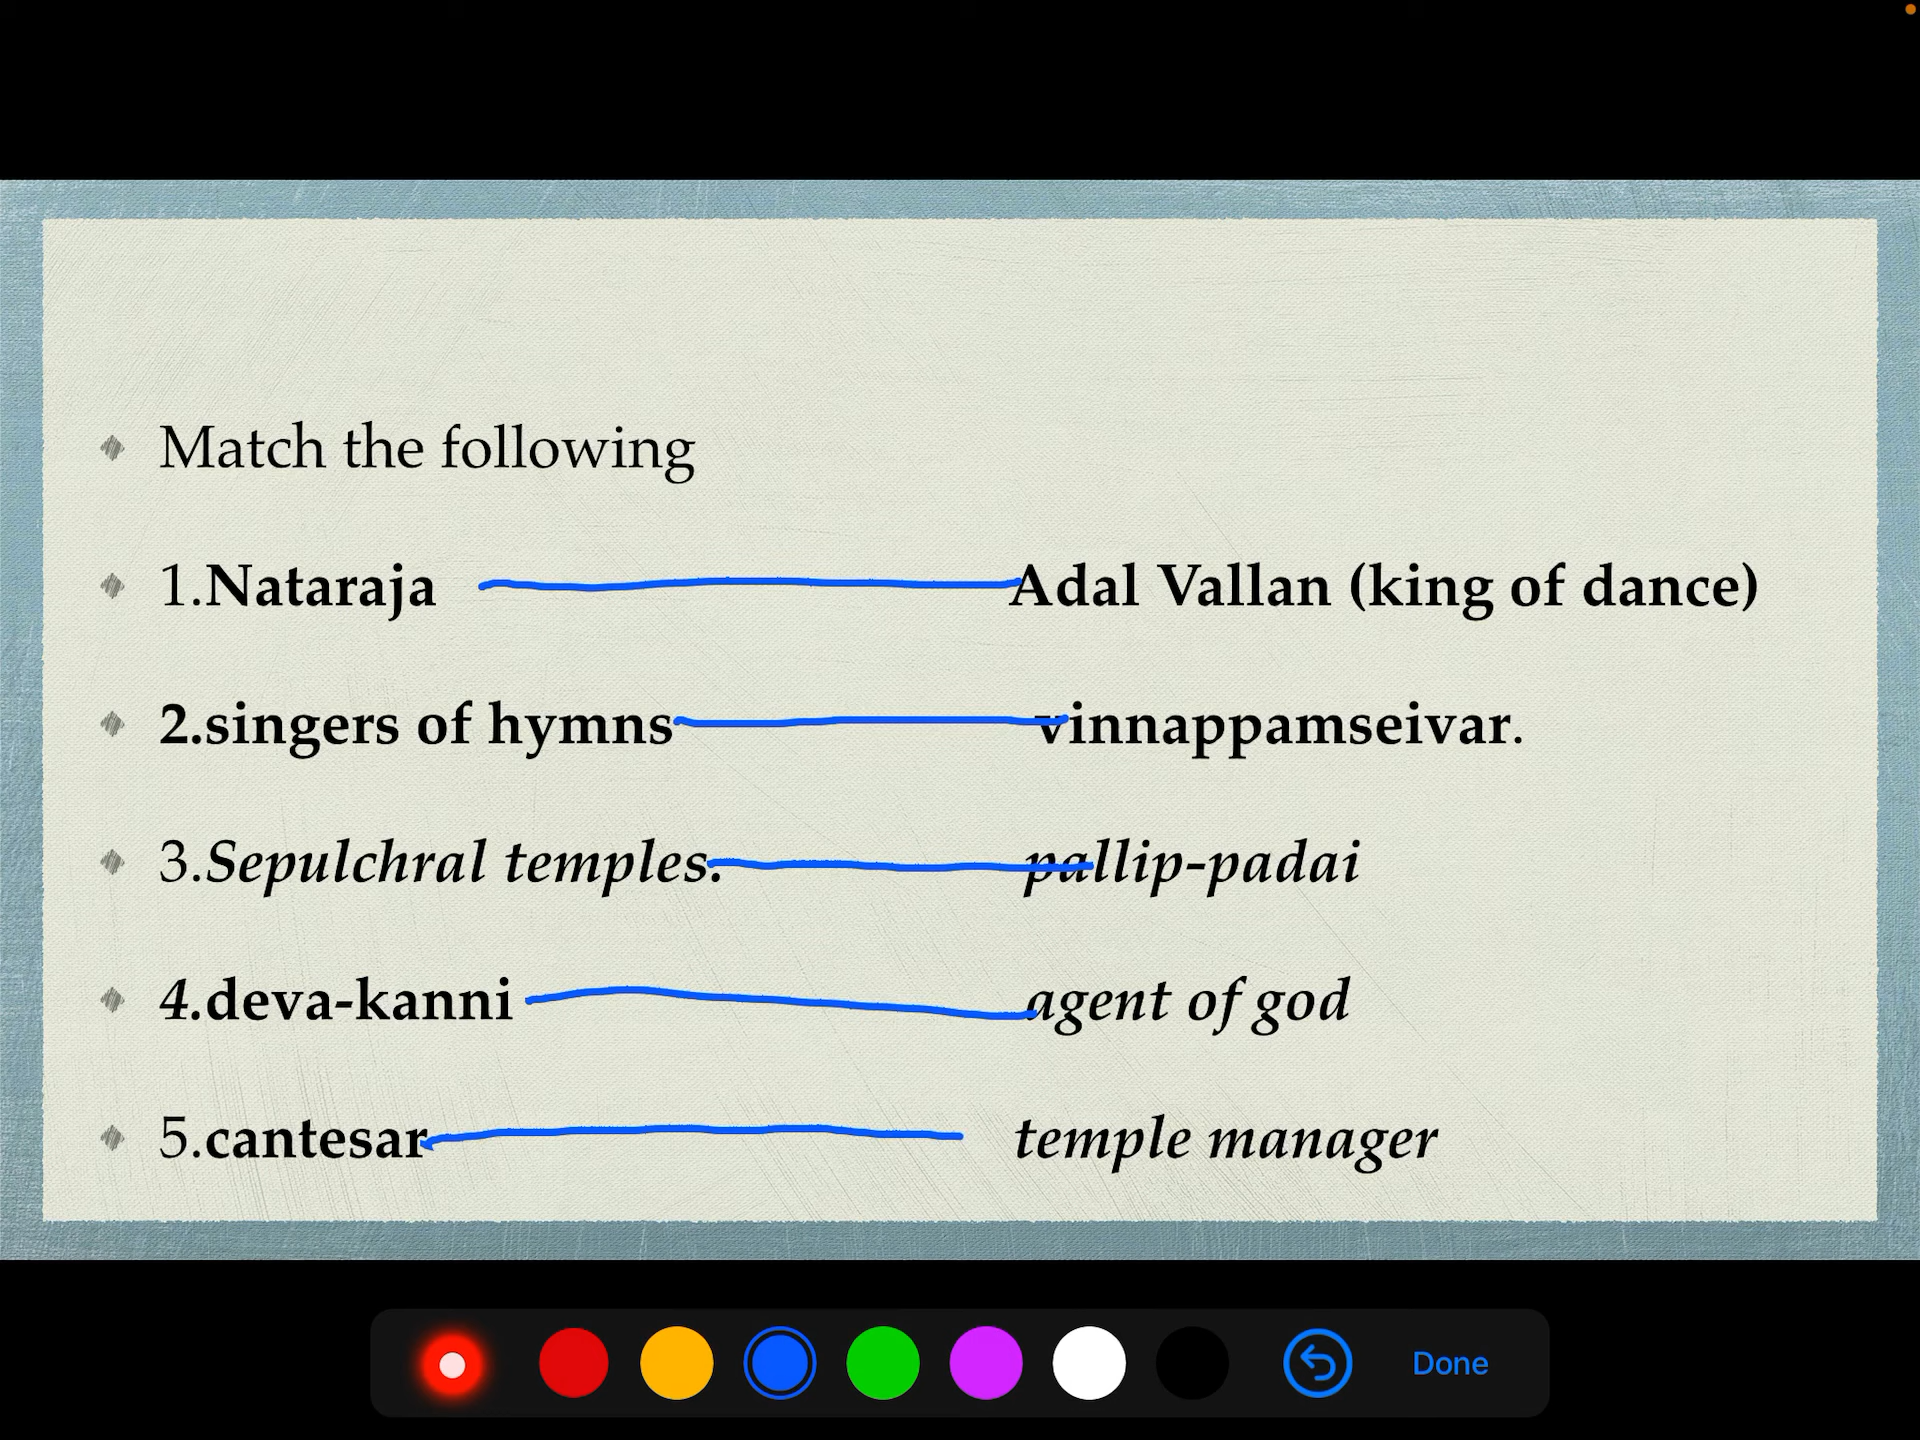 Match the following
1.Nataraja Adal Vallan (king of dance)
2.singers of hymns vinnappamseivar.
3.Sepulchral temples. pallip-padai
4.deva-kanni agent of god
5.cantesar temple manager
Done